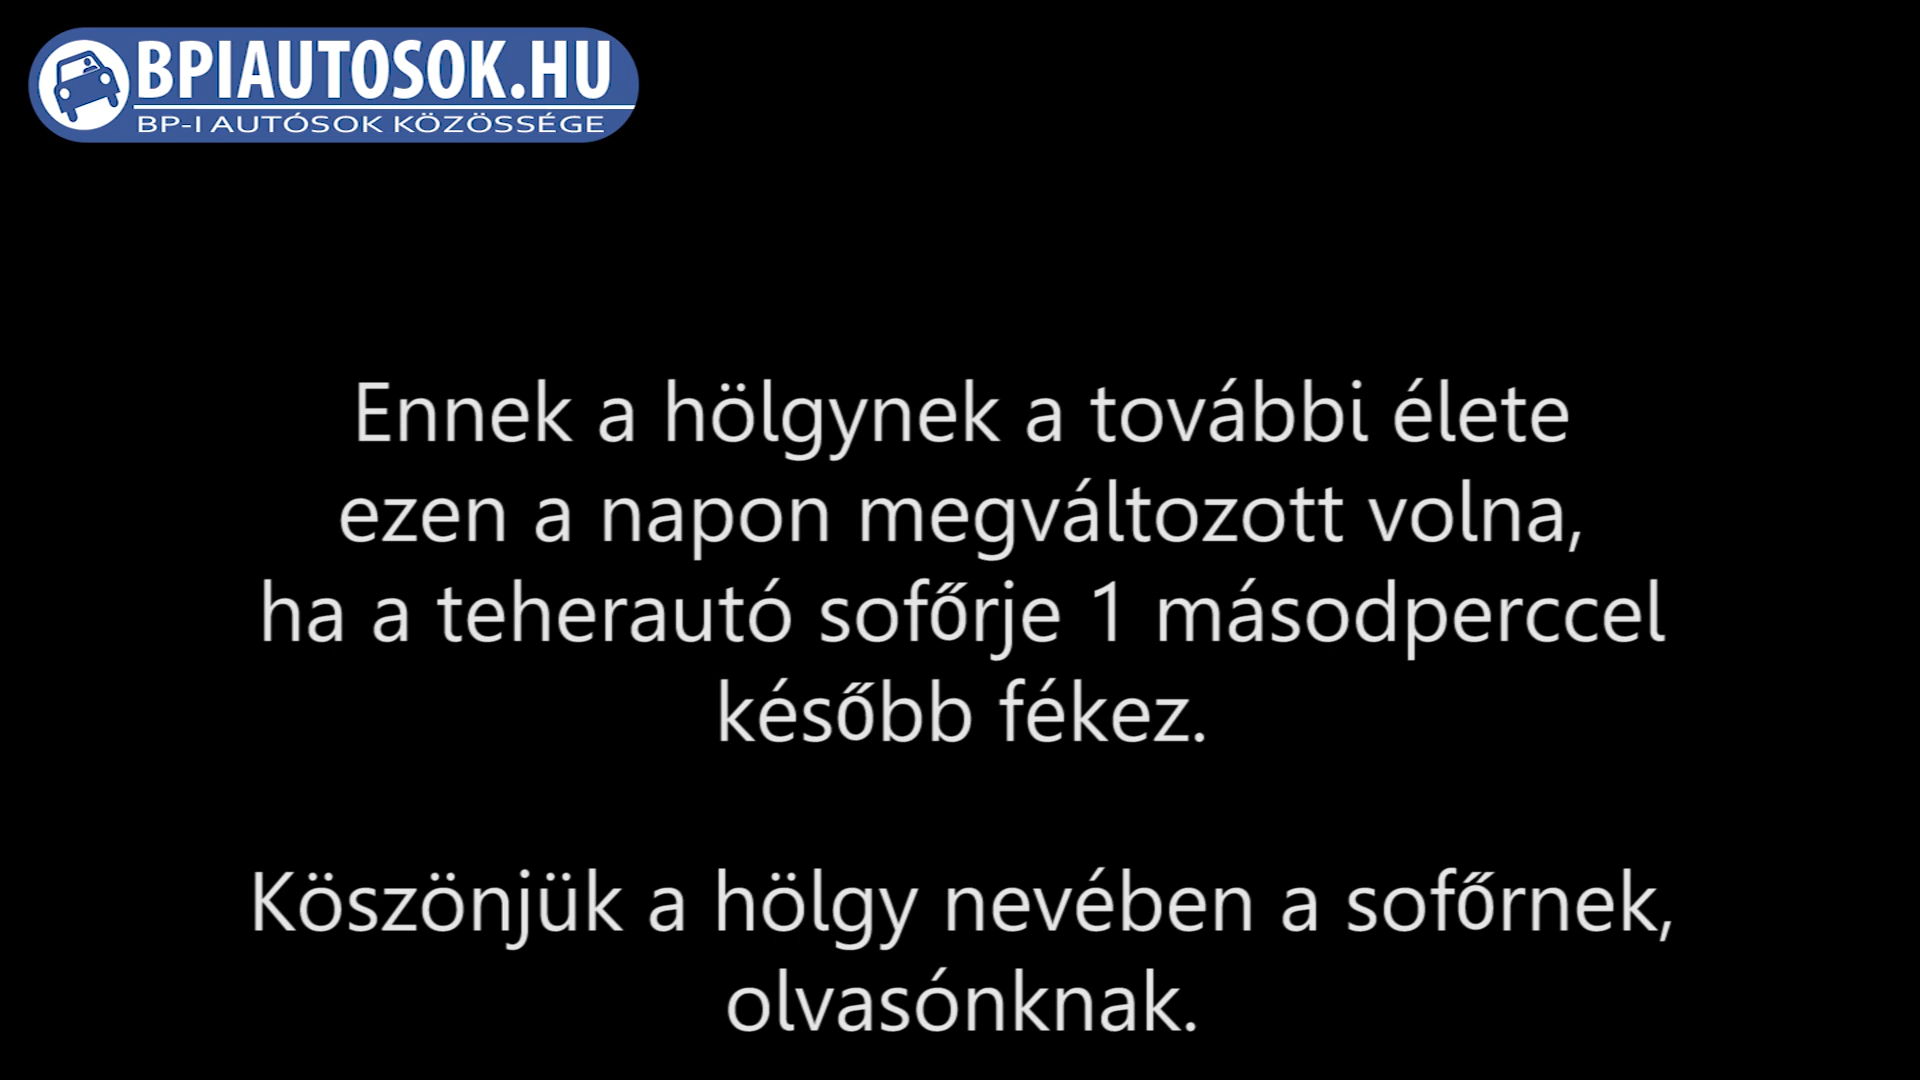 BPIAUTOSOK.HU
BP-I AUTÓSOK KÖZÖSSÉGE
Ennek a hölgynek a további élete
ezen a napon megváltozott volna,
ha a teherautó sofőrje 1 másodperccel
később fékez.
Köszönjük a hölgy nevében a sofőrnek,
olvasónknak.